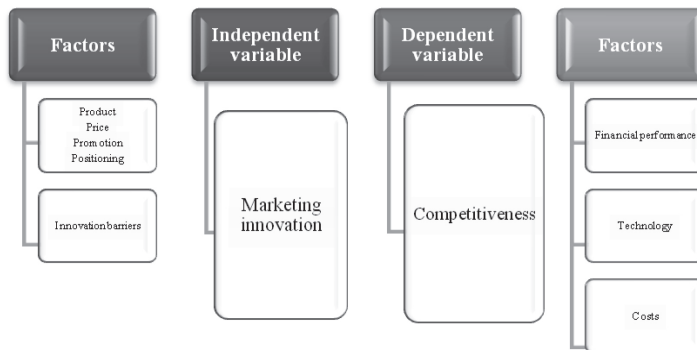 Factors
Product
Price
Promotion
Positioning
Innovation barriers
Independent
variable
Marketing
innovation
Dependent
variable
Competitiveness
Factors
Financial performance
Technology
Costs